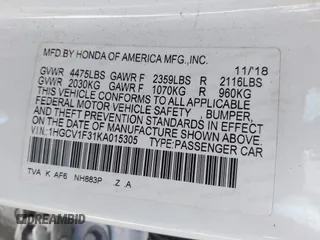 MFD.BY HONDA OF AMERICA MFG.,INC. 11/18
GVWR 4475LBS GAWR F 2359LBS R 2116LBS
GVWR 2030KG GAWR F 1070KG R 960KG
THIS VEHICLE CONFORMS TO ALL APPLICABLE
FEDERAL MOTOR VEHICLE SAFETY , BUMPER,
AND THEFT PREVENTION STANDARDS IN EFFECT
ON THE DATE OF MANUFACTURE SHOWN ABOVE.
V.I.N:1HGCV1F31KA015305 TYPE:PASSENGER CAR
TVA K AF6 NH883P .Z .A
DREAMBID